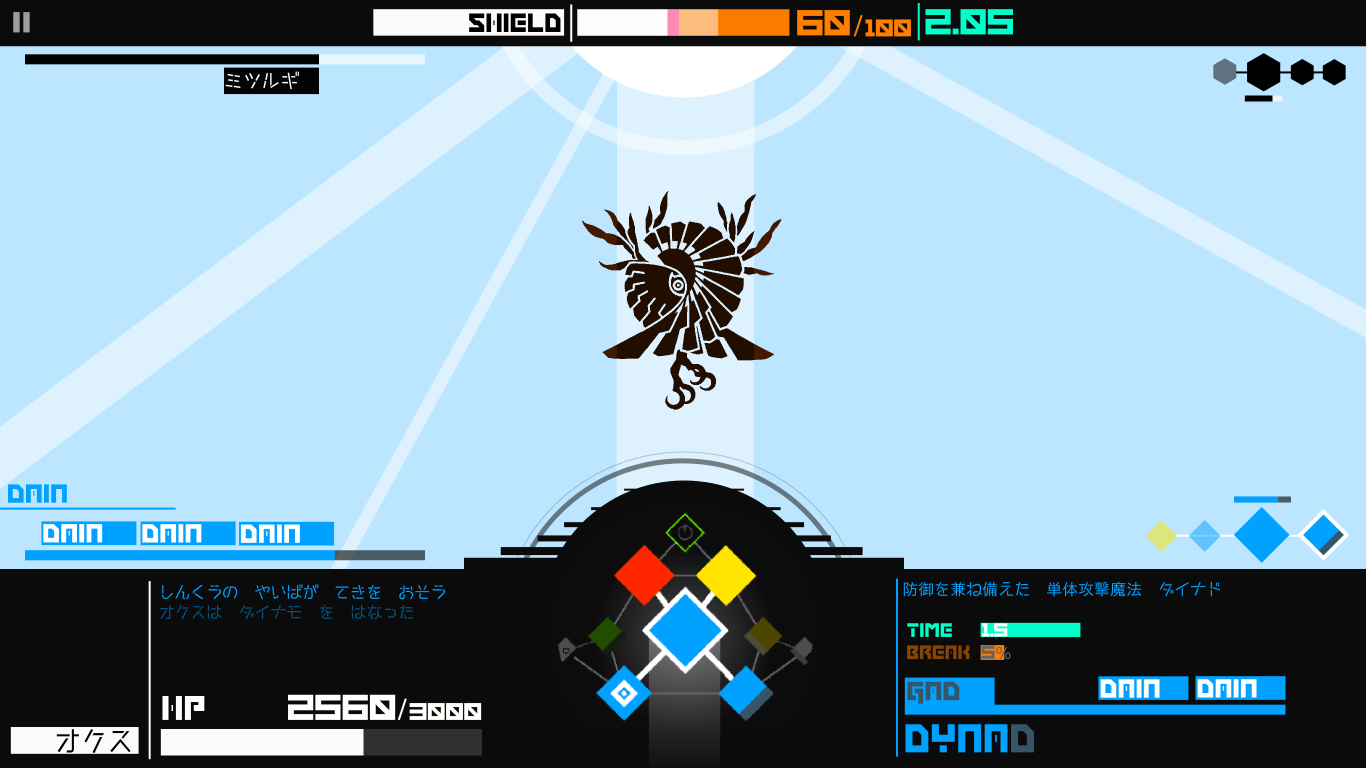 SHIELD
60/100
2.05
ミツルギ
DAIN
DAIN DAIN DAIN
しんくうの やいばが てきを おそう
オクスは ダイナモ を はなった
HP 2560/3000
オクス
防御を兼ね備えた 単体攻撃魔法 ダイナド
TIME 1.5
BREAK 5%
GAD DAIN DAIN
DYNAD